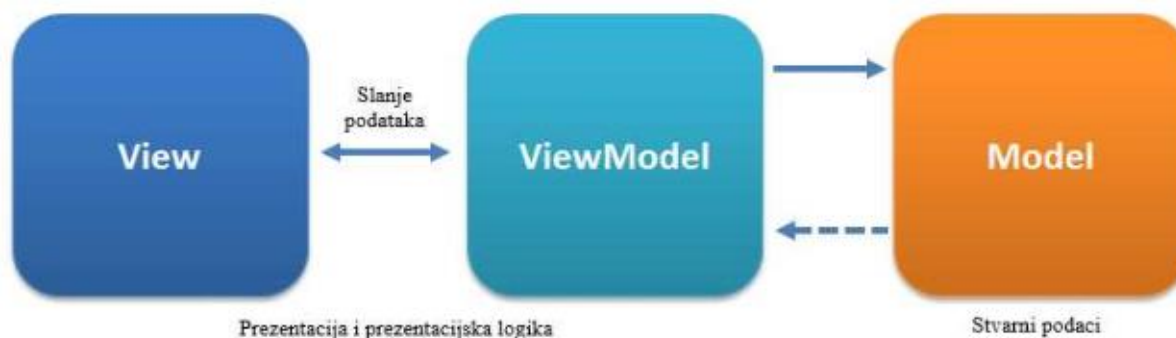 Slanje
podataka
View
ViewModel
Model
Prezentacija i prezentacijska logika
Stvarni podaci